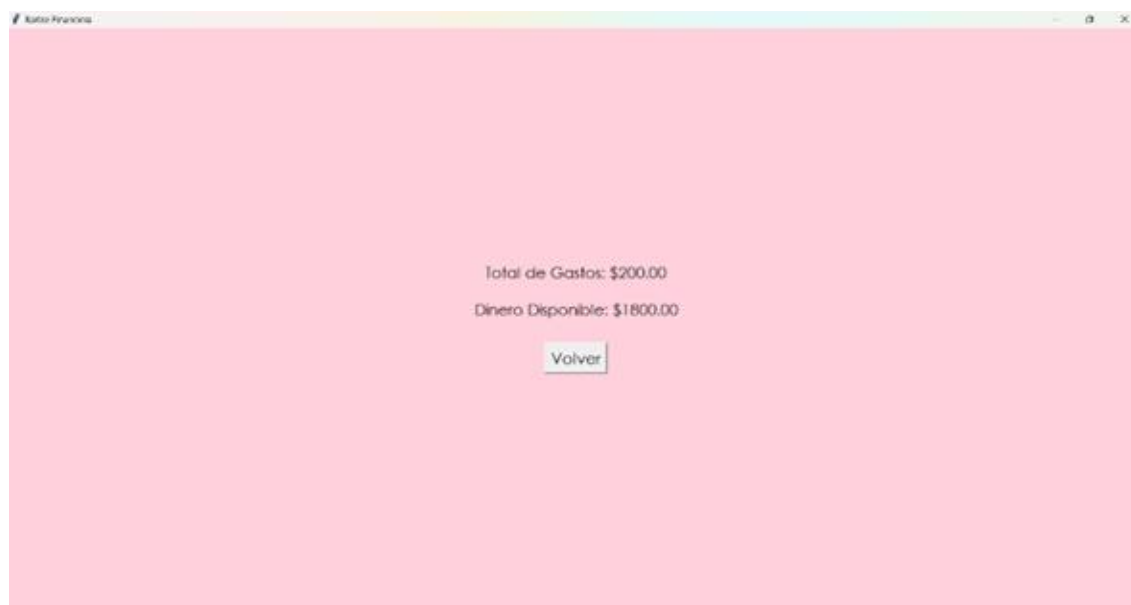 Total de Gastos: $200.00
Dinero Disponible: $1800.00
Volver